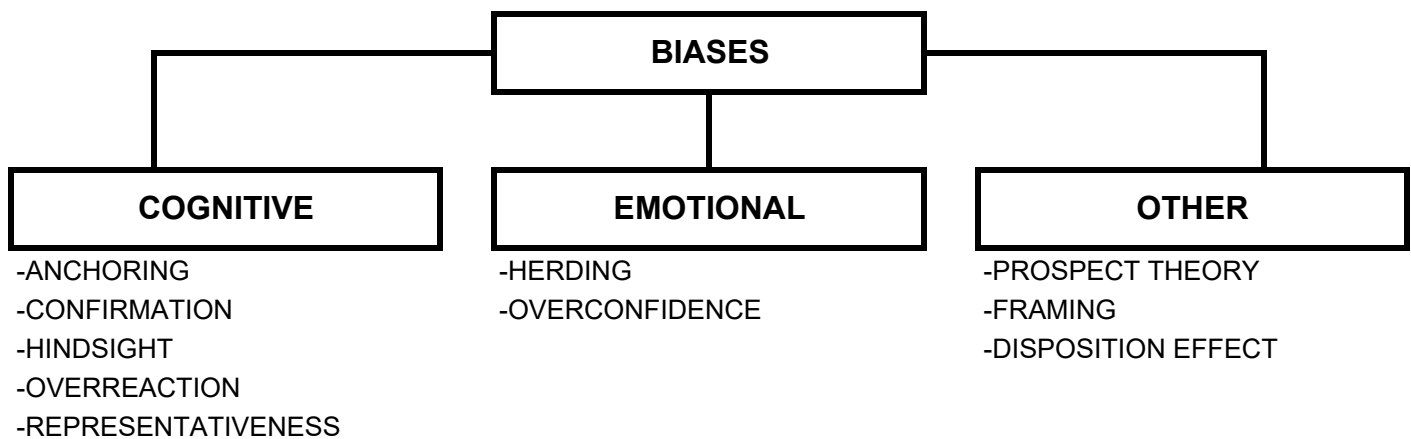 BIASES
COGNITIVE
-ANCHORING
-CONFIRMATION
-HINDSIGHT
-OVERREACTION
-REPRESENTATIVENESS
EMOTIONAL
-HERDING
-OVERCONFIDENCE
OTHER
-PROSPECT THEORY
-FRAMING
-DISPOSITION EFFECT